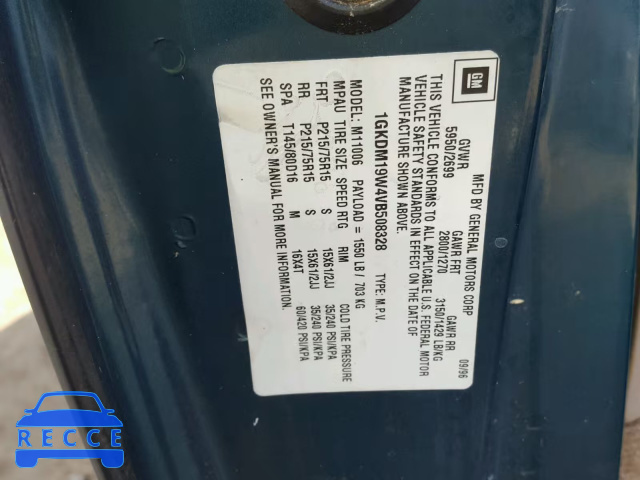 GM
MFD BY GENERAL MOTORS CORP 09/96
GVWR GAWR FRT GAWR RR
5950/2699 2800/1270 3150/1429 LB/KG
THIS VEHICLE CONFORMS TO ALL APPLICABLE U.S. FEDERAL MOTOR
VEHICLE SAFETY STANDARDS IN EFFECT ON THE DATE OF
MANUFACTURE SHOWN ABOVE.
1GKDM19W4VB508328 TYPE: M.P.V.
MODEL: M11006 PAYLOAD = 1550 LB / 703 KG
MPAU TIRE SIZE SPEED RTG RIM COLD TIRE PRESSURE
FRT P215/75R15 S 15X61/2JJ 35/240 PSI/KPA
RR P215/75R15 S 15X61/2JJ 35/240 PSI/KPA
SPA T145/80D16 M 16X4T 60/420 PSI/KPA
SEE OWNER'S MANUAL FOR MORE INFORMATION.
RECCE